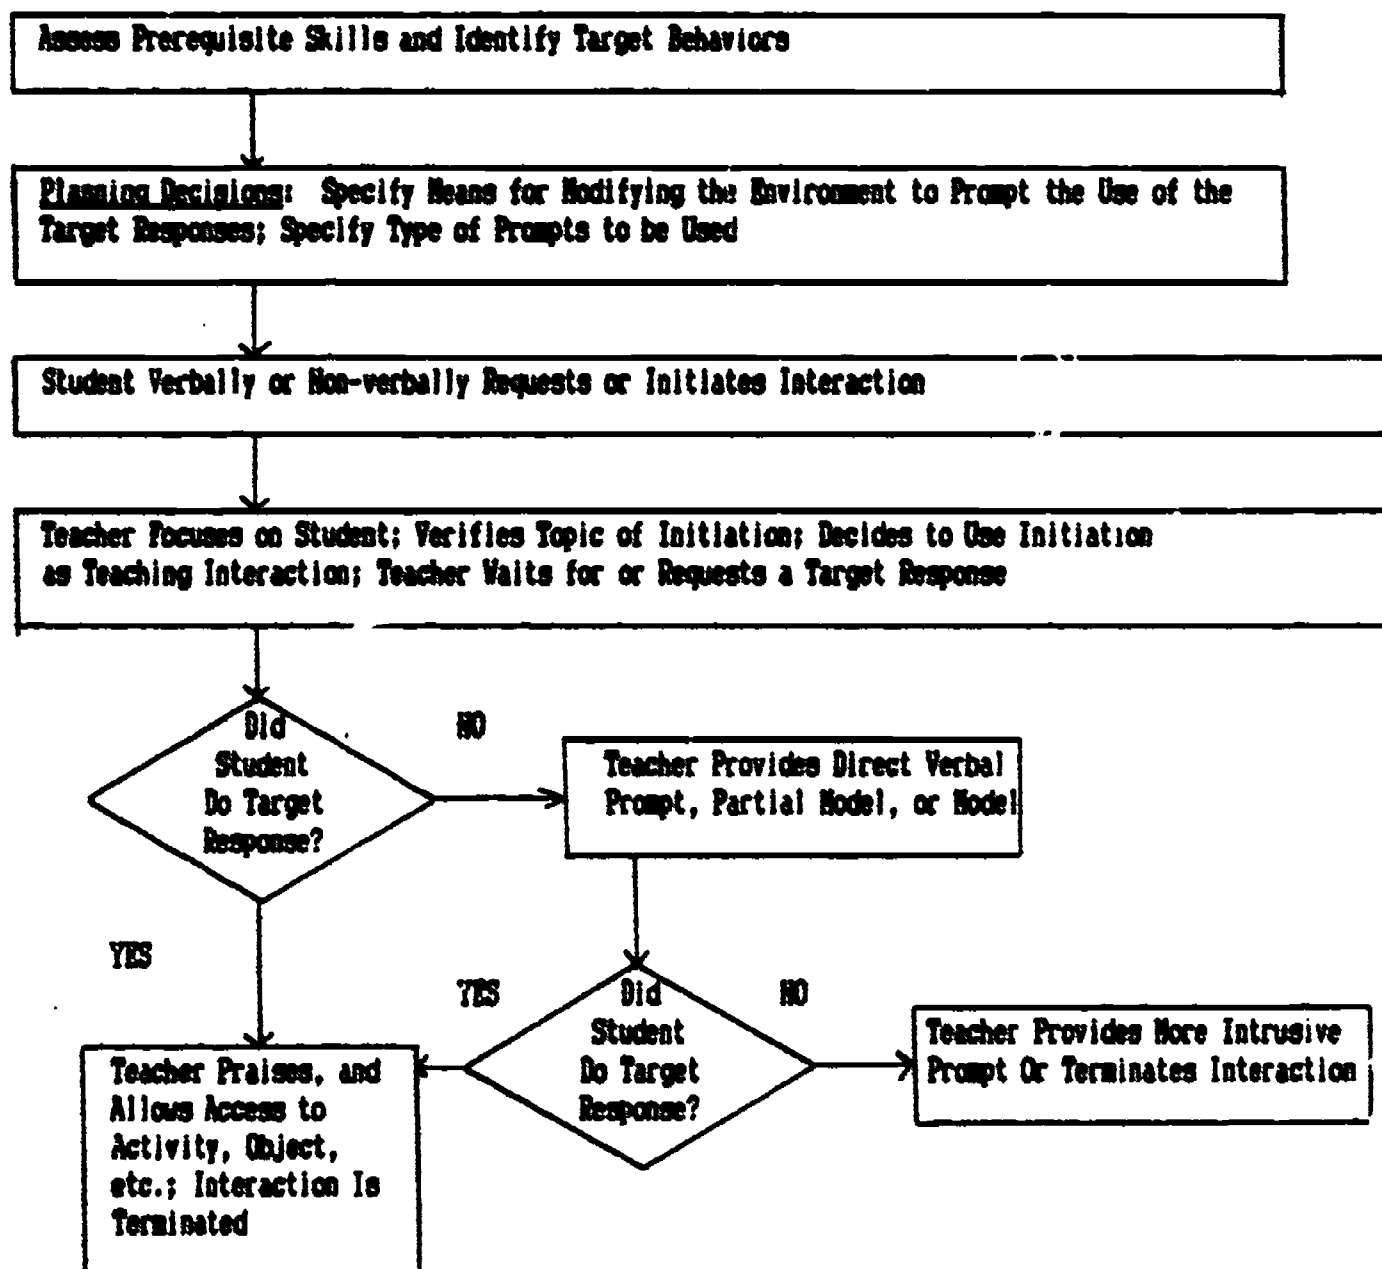 Assess Prerequisite Skills and Identify Target Behaviors
Planning Decisions: Specify Means for Modifying the Environment to Prompt the Use of the
Target Responses; Specify Type of Prompts to be Used
Student Verbally or Non-verbally Requests or Initiates Interaction
Teacher Focuses on Student; Verifies Topic of Initiation; Decides to Use Initiation
as Teaching Interaction; Teacher Waits for or Requests a Target Response
Did
Student
Do Target
Response?
NO
Teacher Provides Direct Verbal
Prompt, Partial Model, or Model
YES
YES
Did
Student
Do Target
Response?
NO
Teacher Provides More Intrusive
Prompt Or Terminates Interaction
Teacher Praises, and
Allows Access to
Activity, Object,
etc.; Interaction Is
Terminated